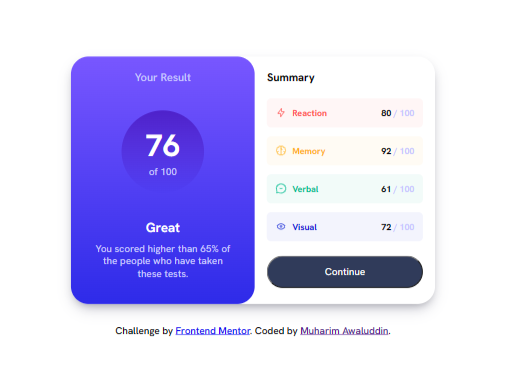 Your Result
76
of 100
Great
You scored higher than 65% of
the people who have taken
these tests.
Summary
Reaction 80 / 100
Memory 92 / 100
Verbal 61 / 100
Visual 72 / 100
Continue
Challenge by Frontend Mentor. Coded by Muharim Awaluddin.